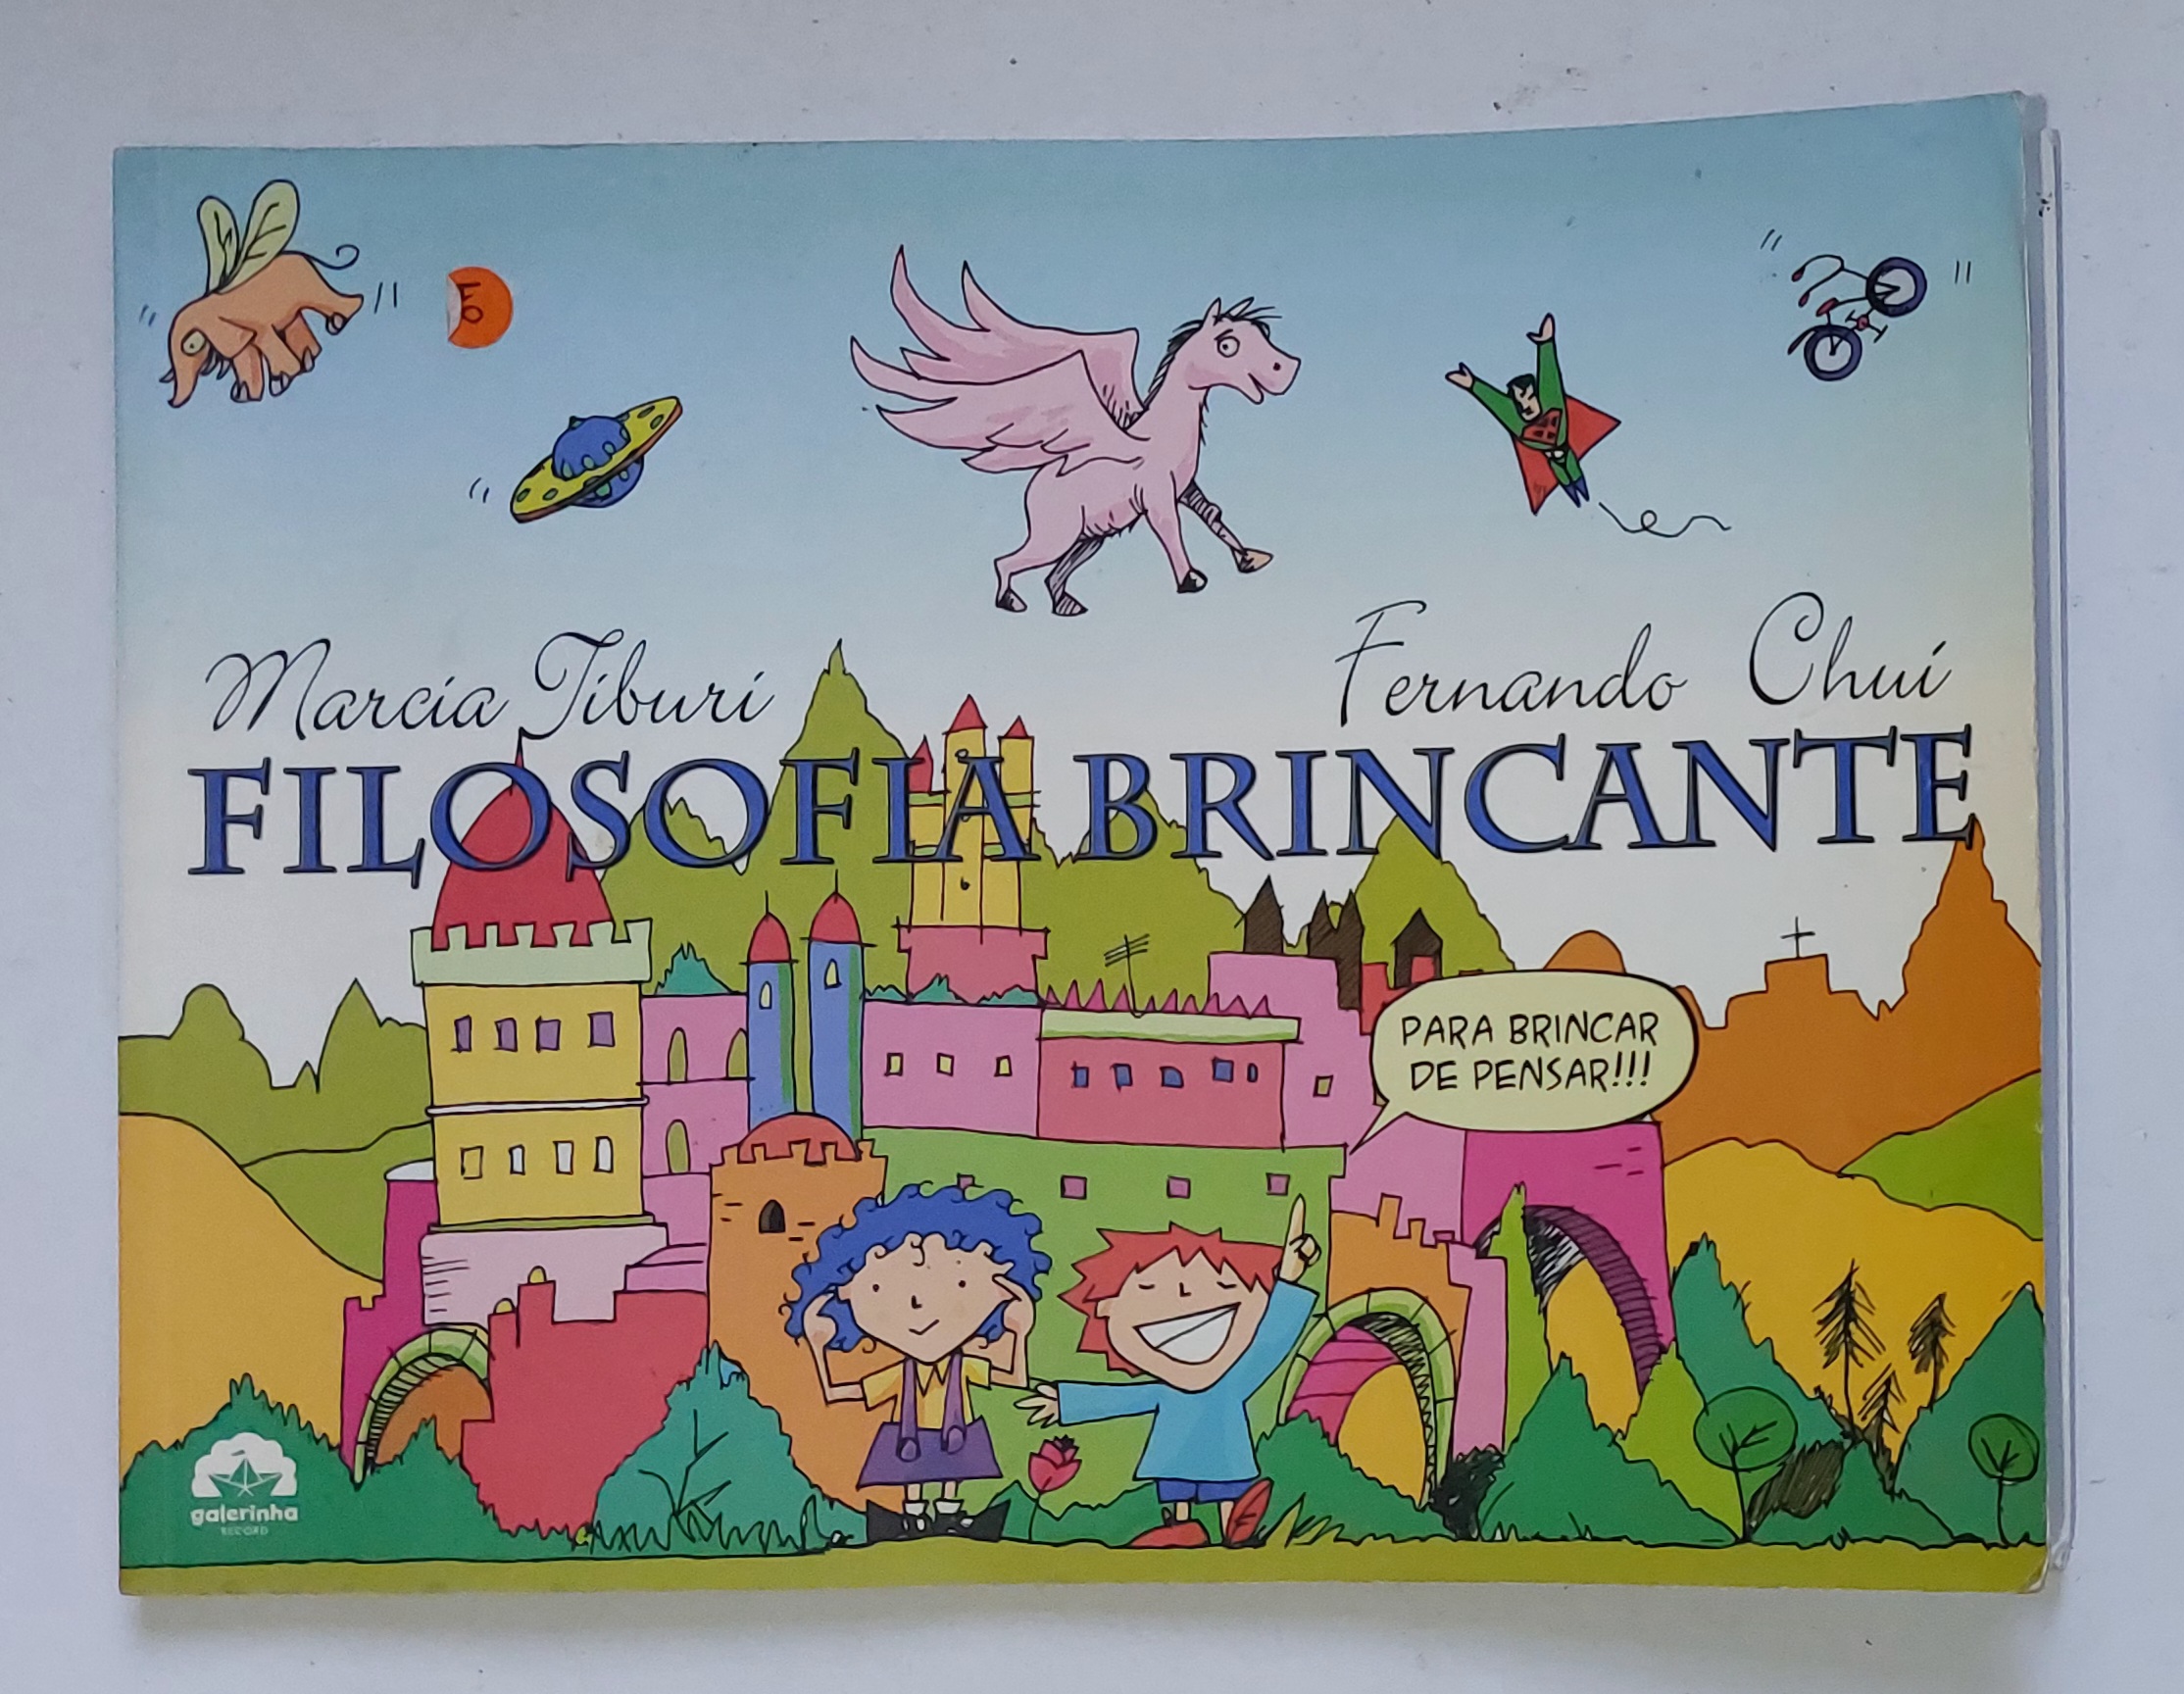 Marcia Tiburi
Fernando Chuí
FILOSOFIA BRINCANTE
PARA BRINCAR
DE PENSAR!!!
galerinha
RECORD